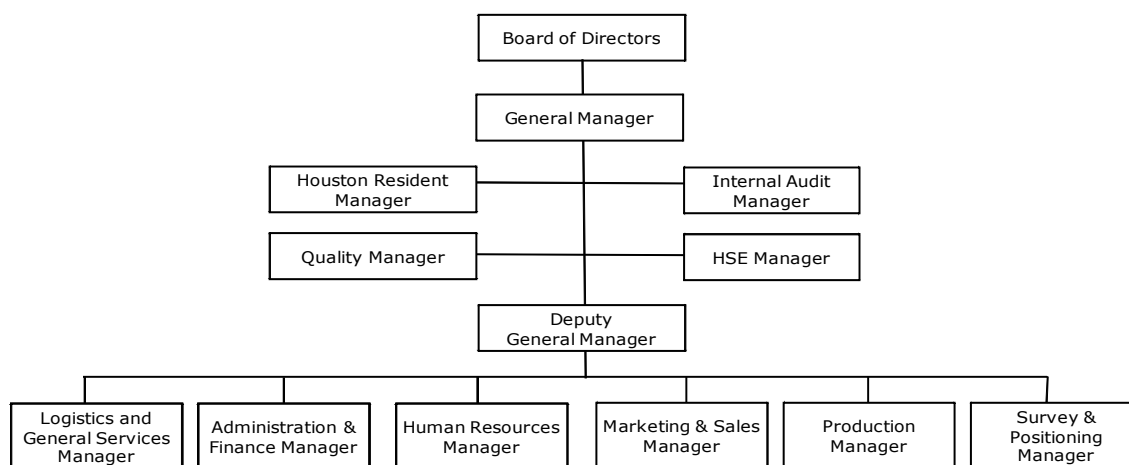 Board of Directors
General Manager
Houston Resident
Manager
Internal Audit
Manager
Quality Manager
HSE Manager
Deputy
General Manager
Logistics and
General Services
Manager
Administration &
Finance Manager
Human Resources
Manager
Marketing & Sales
Manager
Production
Manager
Survey &
Positioning
Manager